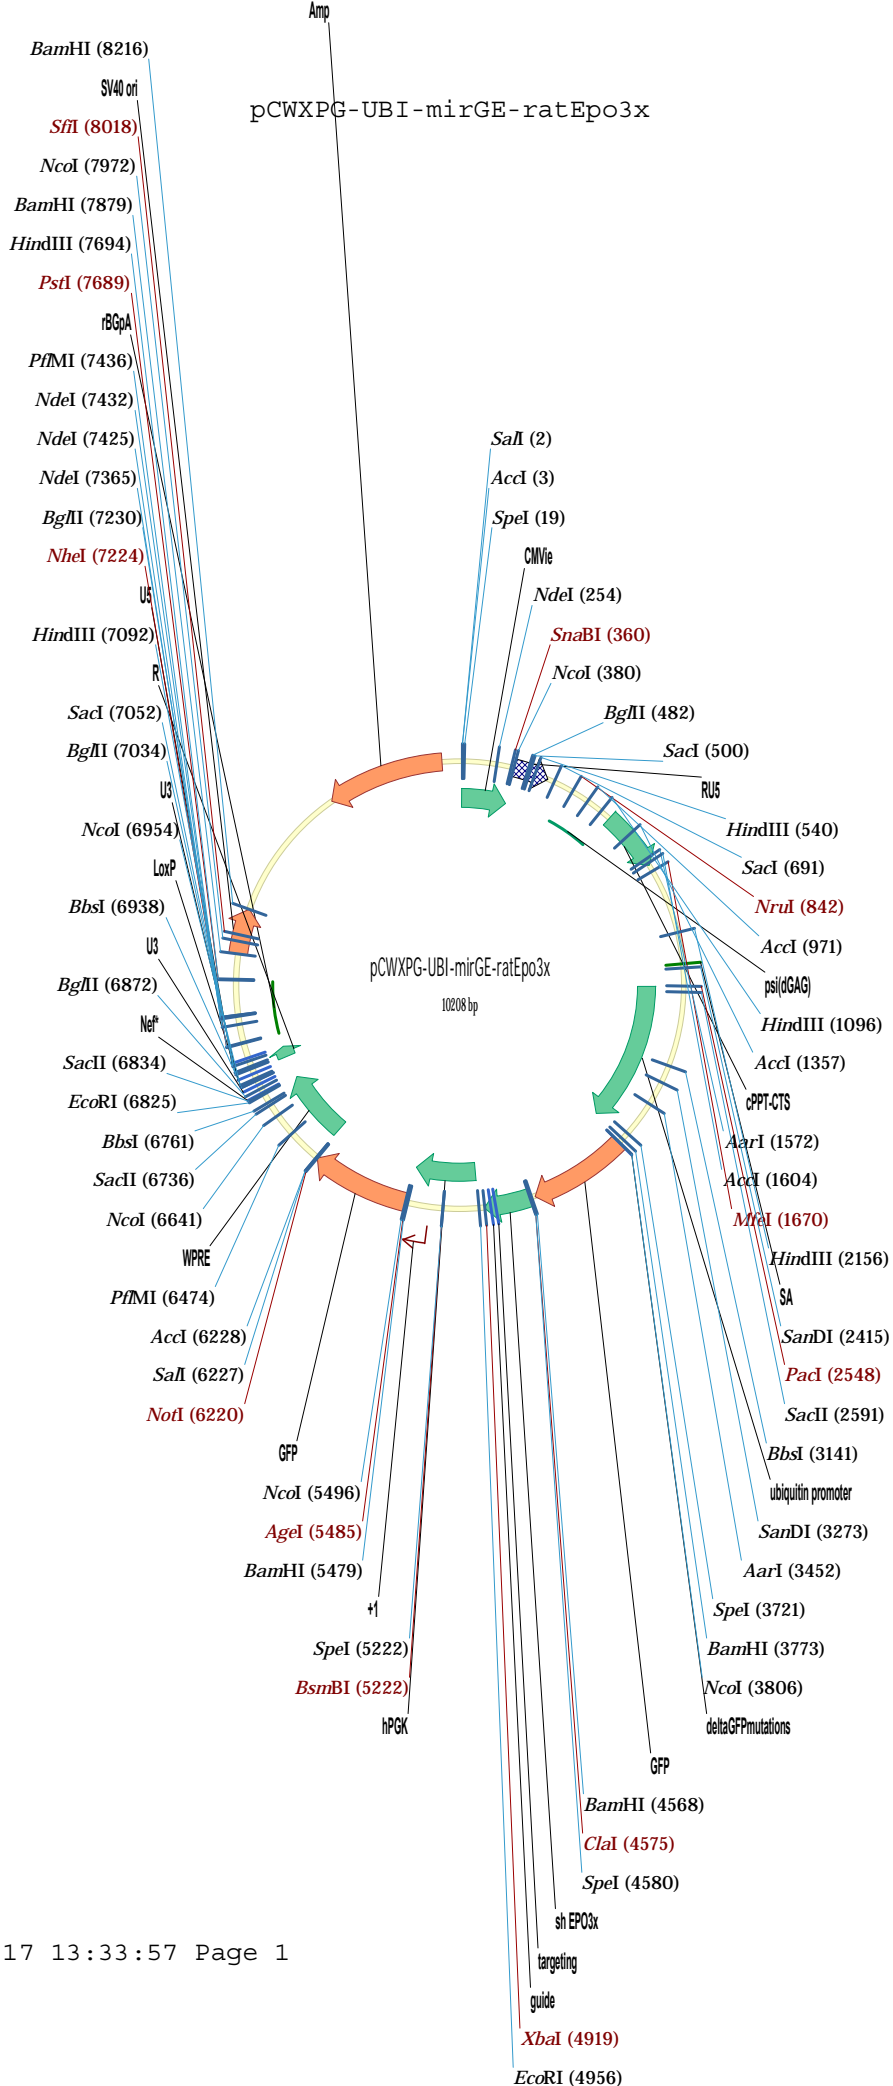 Amp
BamHI (8216)
SV40 ori
pCWXPG-UBI-mirGE-ratEpo3x
SfiI (8018)
NcoI (7972)
BamHI (7879)
HindIII (7694)
PstI (7689)
rBGpA
PflMI (7436)
NdeI (7432)
NdeI (7425)
NdeI (7365)
BglII (7230)
NheI (7224)
U5
HindIII (7092)
R
SacI (7052)
BglII (7034)
U3
NcoI (6954)
LoxP
BbsI (6938)
U3
BglII (6872)
Nef*
SacII (6834)
EcoRI (6825)
BbsI (6761)
SacII (6736)
NcoI (6641)
WPRE
PflMI (6474)
AccI (6228)
SalI (6227)
NotI (6220)
GFP
NcoI (5496)
AgeI (5485)
BamHI (5479)
+1
SpeI (5222)
BsmBI (5222)
hPGK
SalI (2)
AccI (3)
SpeI (19)
CMVie
NdeI (254)
SnaBI (360)
NcoI (380)
BglII (482)
SacI (500)
RU5
HindIII (540)
SacI (691)
NruI (842)
AccI (971)
psi(dGAG)
HindIII (1096)
AccI (1357)
cPPT-CTS
AarI (1572)
AccI (1604)
MfeI (1670)
HindIII (2156)
SA
SanDI (2415)
PacI (2548)
SacII (2591)
BbsI (3141)
ubiquitin promoter
SanDI (3273)
AarI (3452)
SpeI (3721)
BamHI (3773)
NcoI (3806)
deltaGFPmutations
GFP
BamHI (4568)
ClaI (4575)
SpeI (4580)
sh EPO3x
targeting
guide
XbaI (4919)
EcoRI (4956)
pCWXPG-UBI-mirGE-ratEpo3x
10208 bp
17 13:33:57 Page 1